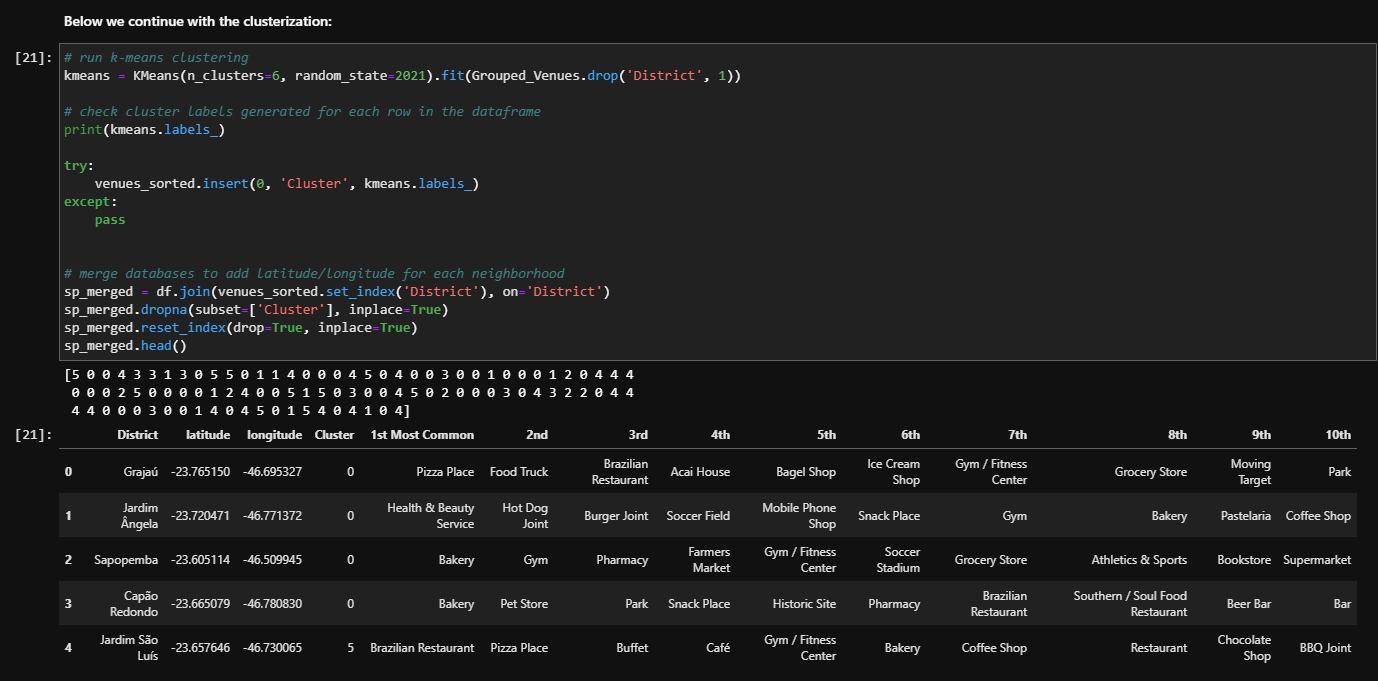 Below we continue with the clusterization:
[21]:
# run k-means clustering
kmeans = KMeans(n_clusters=6, random_state=2021).fit(Grouped_Venues.drop('District', 1))
# check cluster labels generated for each row in the dataframe
print(kmeans.labels_)
try:
    venues_sorted.insert(0, 'Cluster', kmeans.labels_)
except:
    pass
# merge databases to add latitude/longitude for each neighborhood
sp_merged = df.join(venues_sorted.set_index('District'), on='District')
sp_merged.dropna(subset=['Cluster'], inplace=True)
sp_merged.reset_index(drop=True, inplace=True)
sp_merged.head()
[5 0 0 4 3 3 1 3 0 5 5 0 1 1 4 0 0 0 4 5 0 4 0 0 3 0 0 1 0 0 0 1 2 0 4 4 4
 0 0 0 2 5 0 0 0 0 1 2 4 0 0 5 1 5 0 3 0 0 4 5 0 2 0 0 0 3 0 4 3 2 2 0 4 4
 4 4 0 0 0 3 0 0 1 4 0 4 5 0 1 5 4 0 4 1 0 4]
[21]:
District latitude longitude Cluster 1st Most Common 2nd 3rd 4th 5th 6th 7th 8th 9th 10th
0 Grajaú -23.765150 -46.695327 0 Pizza Place Food Truck Brazilian Restaurant Acai House Bagel Shop Ice Cream Shop Gym / Fitness Center Grocery Store Moving Target Park
1 Jardim Ângela -23.720471 -46.771372 0 Health & Beauty Service Hot Dog Joint Burger Joint Soccer Field Mobile Phone Shop Snack Place Gym Bakery Pastelaria Coffee Shop
2 Sapopemba -23.605114 -46.509945 0 Bakery Gym Pharmacy Farmers Market Gym / Fitness Center Soccer Stadium Grocery Store Athletics & Sports Bookstore Supermarket
3 Capão Redondo -23.665079 -46.780830 0 Bakery Pet Store Park Snack Place Historic Site Pharmacy Brazilian Restaurant Southern / Soul Food Restaurant Beer Bar Bar
4 Jardim São Luís -23.657646 -46.730065 5 Brazilian Restaurant Pizza Place Buffet Café Gym / Fitness Center Bakery Coffee Shop Restaurant Chocolate Shop BBQ Joint